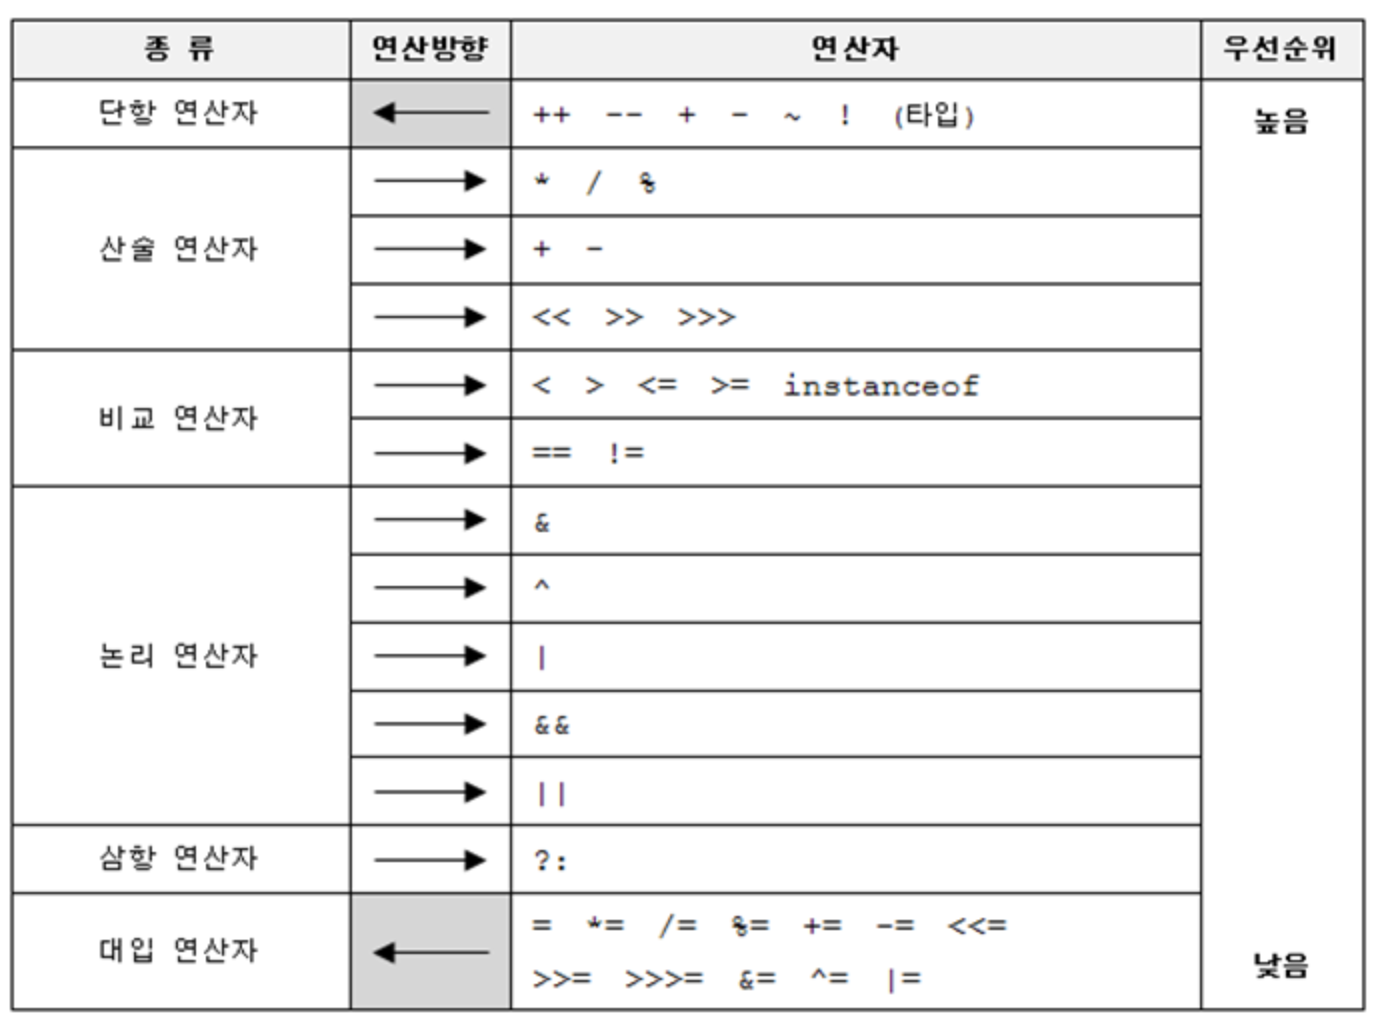 종 류 연산방향 연산자 우선순위
단항 연산자 ++ -- + - ~ ! (타입) 높음
* / %
산술 연산자 + -
<< >> >>>
< > <= >= instanceof
비교 연산자
== !=
&
^
논리 연산자 |
&&
||
삼항 연산자 ?:
= *= /= %= += -= <<=
대입 연산자 낮음
>>= >>>= &= ^= |=